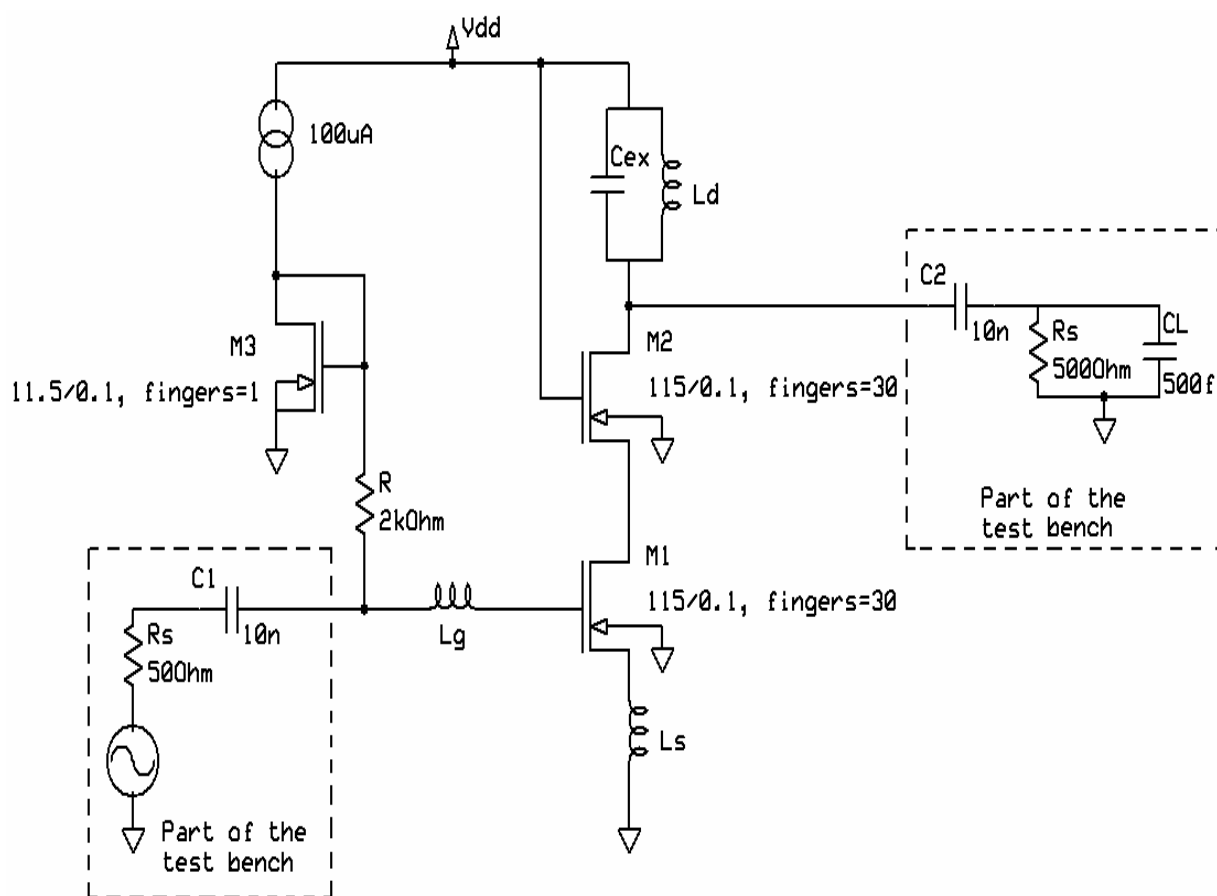 Vdd
100uA
Cex
Ld
C2
10n
Rs
500Ohm
CL
500f
Part of the
test bench
M3
11.5/0.1, fingers=1
M2
115/0.1, fingers=30
R
2kOhm
M1
115/0.1, fingers=30
C1
10n
Lg
Rs
50Ohm
Ls
Part of the
test bench